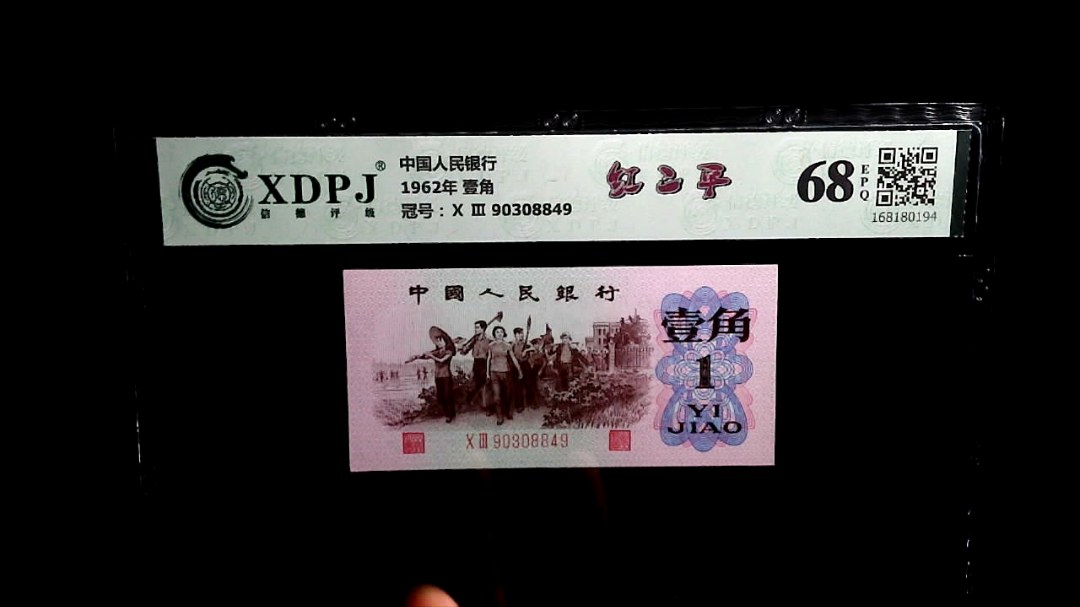 XDPJ®
信德评级
中国人民银行
1962年 壹角
冠号：X Ⅲ 90308849
红二平
68
EPQ
168180194
中國人民銀行
壹角
1
YI
JIAO
X Ⅲ 90308849